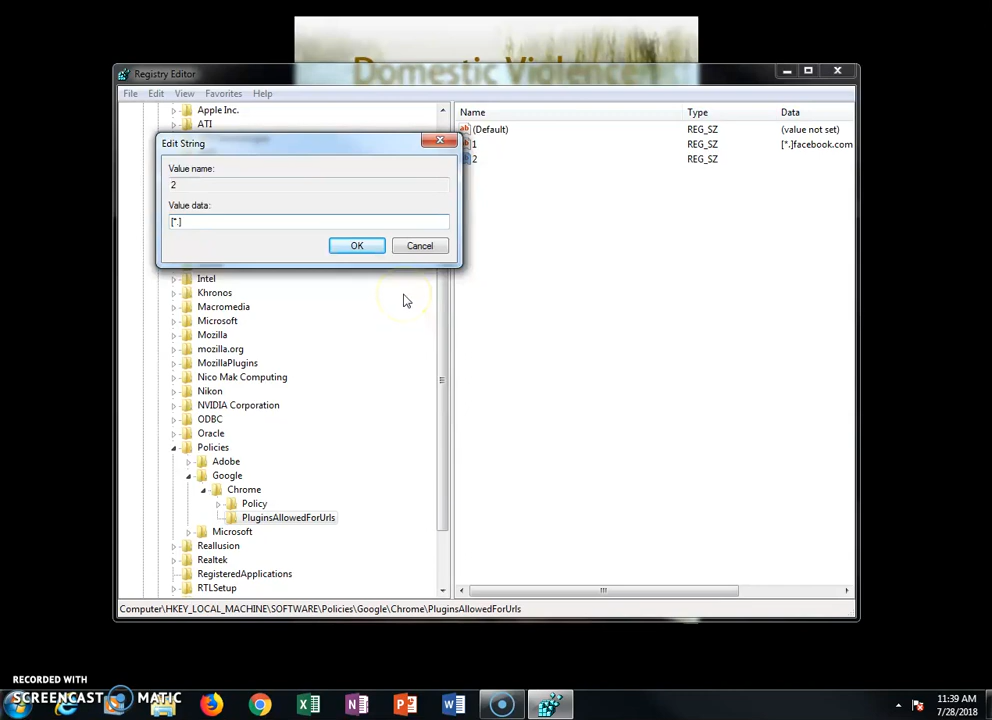 Domestic Violence
Registry Editor
File Edit View Favorites Help
Apple Inc.
ATI
Edit String
Value name:
2
Value data:
[*.]
OK Cancel
Intel
Khronos
Macromedia
Microsoft
Mozilla
mozilla.org
MozillaPlugins
Nico Mak Computing
Nikon
NVIDIA Corporation
ODBC
Oracle
Policies
Adobe
Google
Chrome
Policy
PluginsAllowedForUrls
Microsoft
Reallusion
Realtek
RegisteredApplications
RTLSetup
Name Type Data
(Default) REG_SZ (value not set)
1 REG_SZ [*.]facebook.com
2 REG_SZ
Computer\HKEY_LOCAL_MACHINE\SOFTWARE\Policies\Google\Chrome\PluginsAllowedForUrls
RECORDED WITH
SCREENCAST MATIC
11:39 AM
7/28/2018